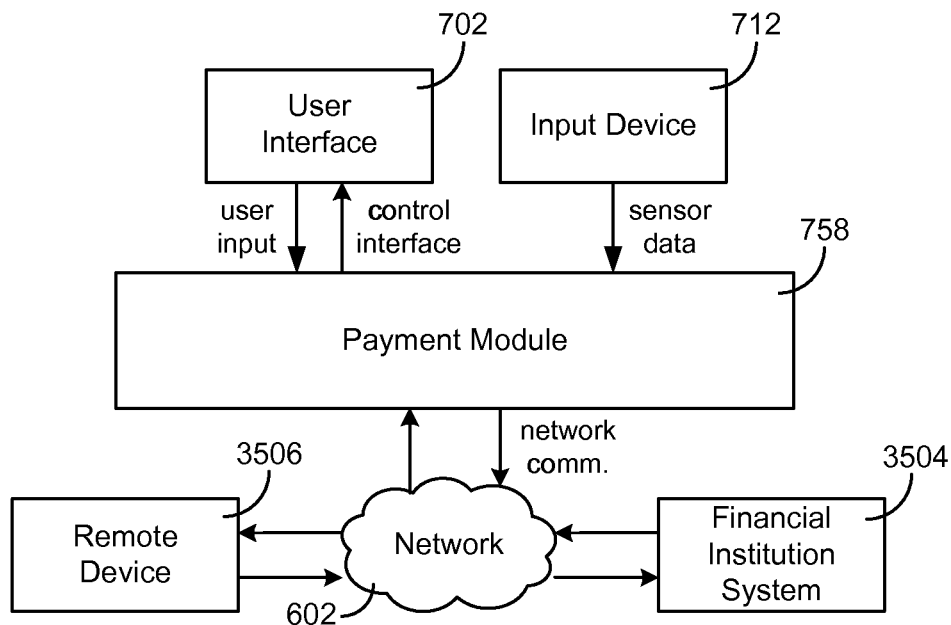 702
712
User
Interface
Input Device
user
input
control
interface
sensor
data
758
Payment Module
network
comm.
3506
3504
Remote
Device
Network
Financial
Institution
System
602